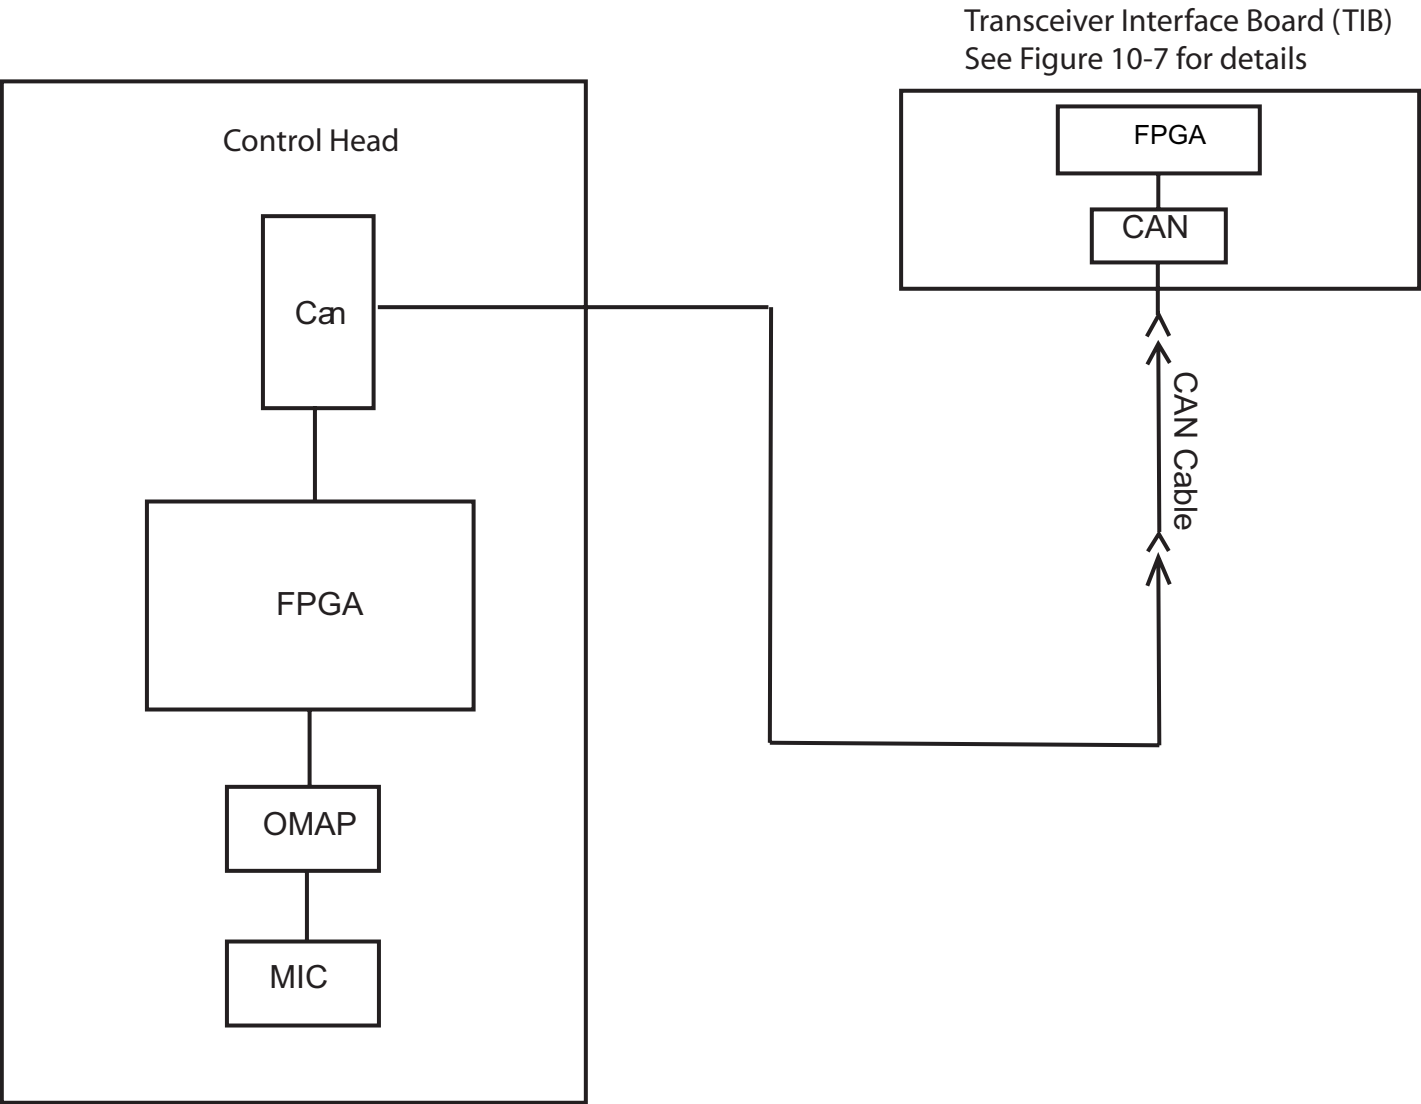 Transceiver Interface Board (TIB)
See Figure 10-7 for details
Control Head
FPGA
CAN
Can
CAN Cable
FPGA
OMAP
MIC